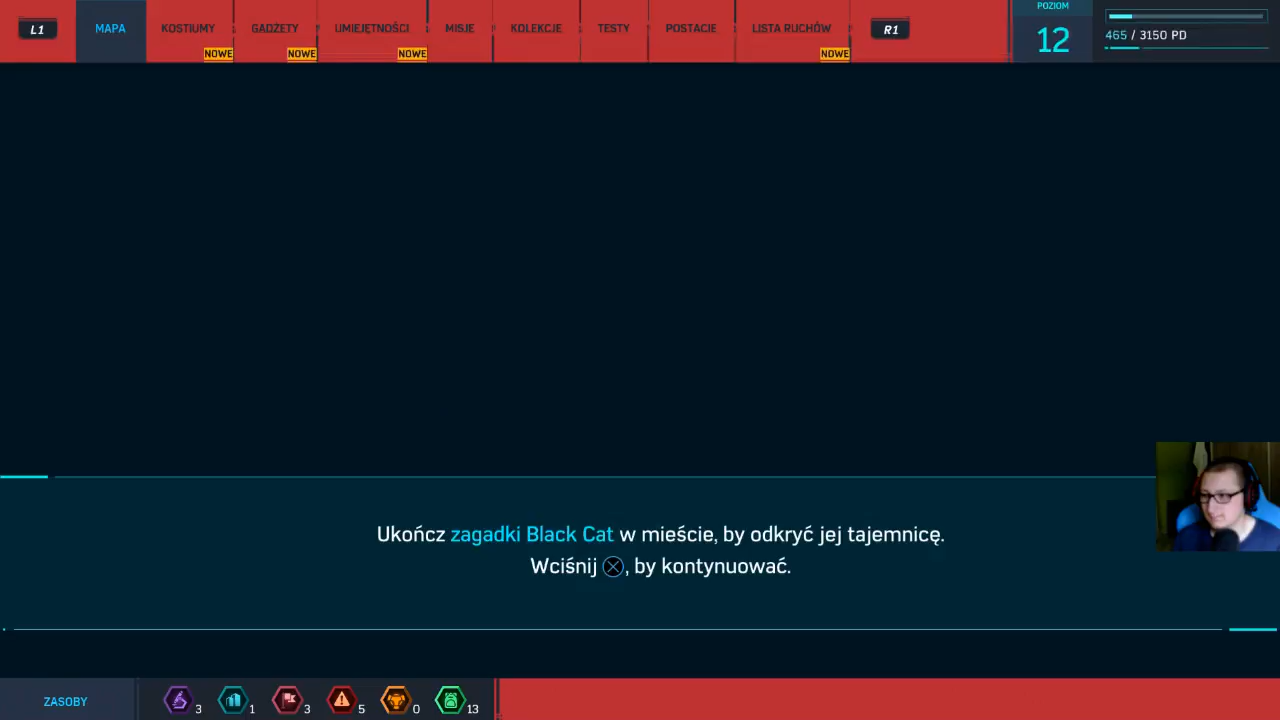 L1
MAPA
KOSTIUMY
NOWE
GADŻETY
NOWE
UMIEJĘTNOŚCI
NOWE
MISJE
KOLEKCJE
TESTY
POSTACIE
LISTA RUCHÓW
NOWE
R1
POZIOM
12
465 / 3150 PD
Ukończ zagadki Black Cat w mieście, by odkryć jej tajemnicę.
Wciśnij ⓧ, by kontynuować.
ZASOBY
3
1
3
5
0
13